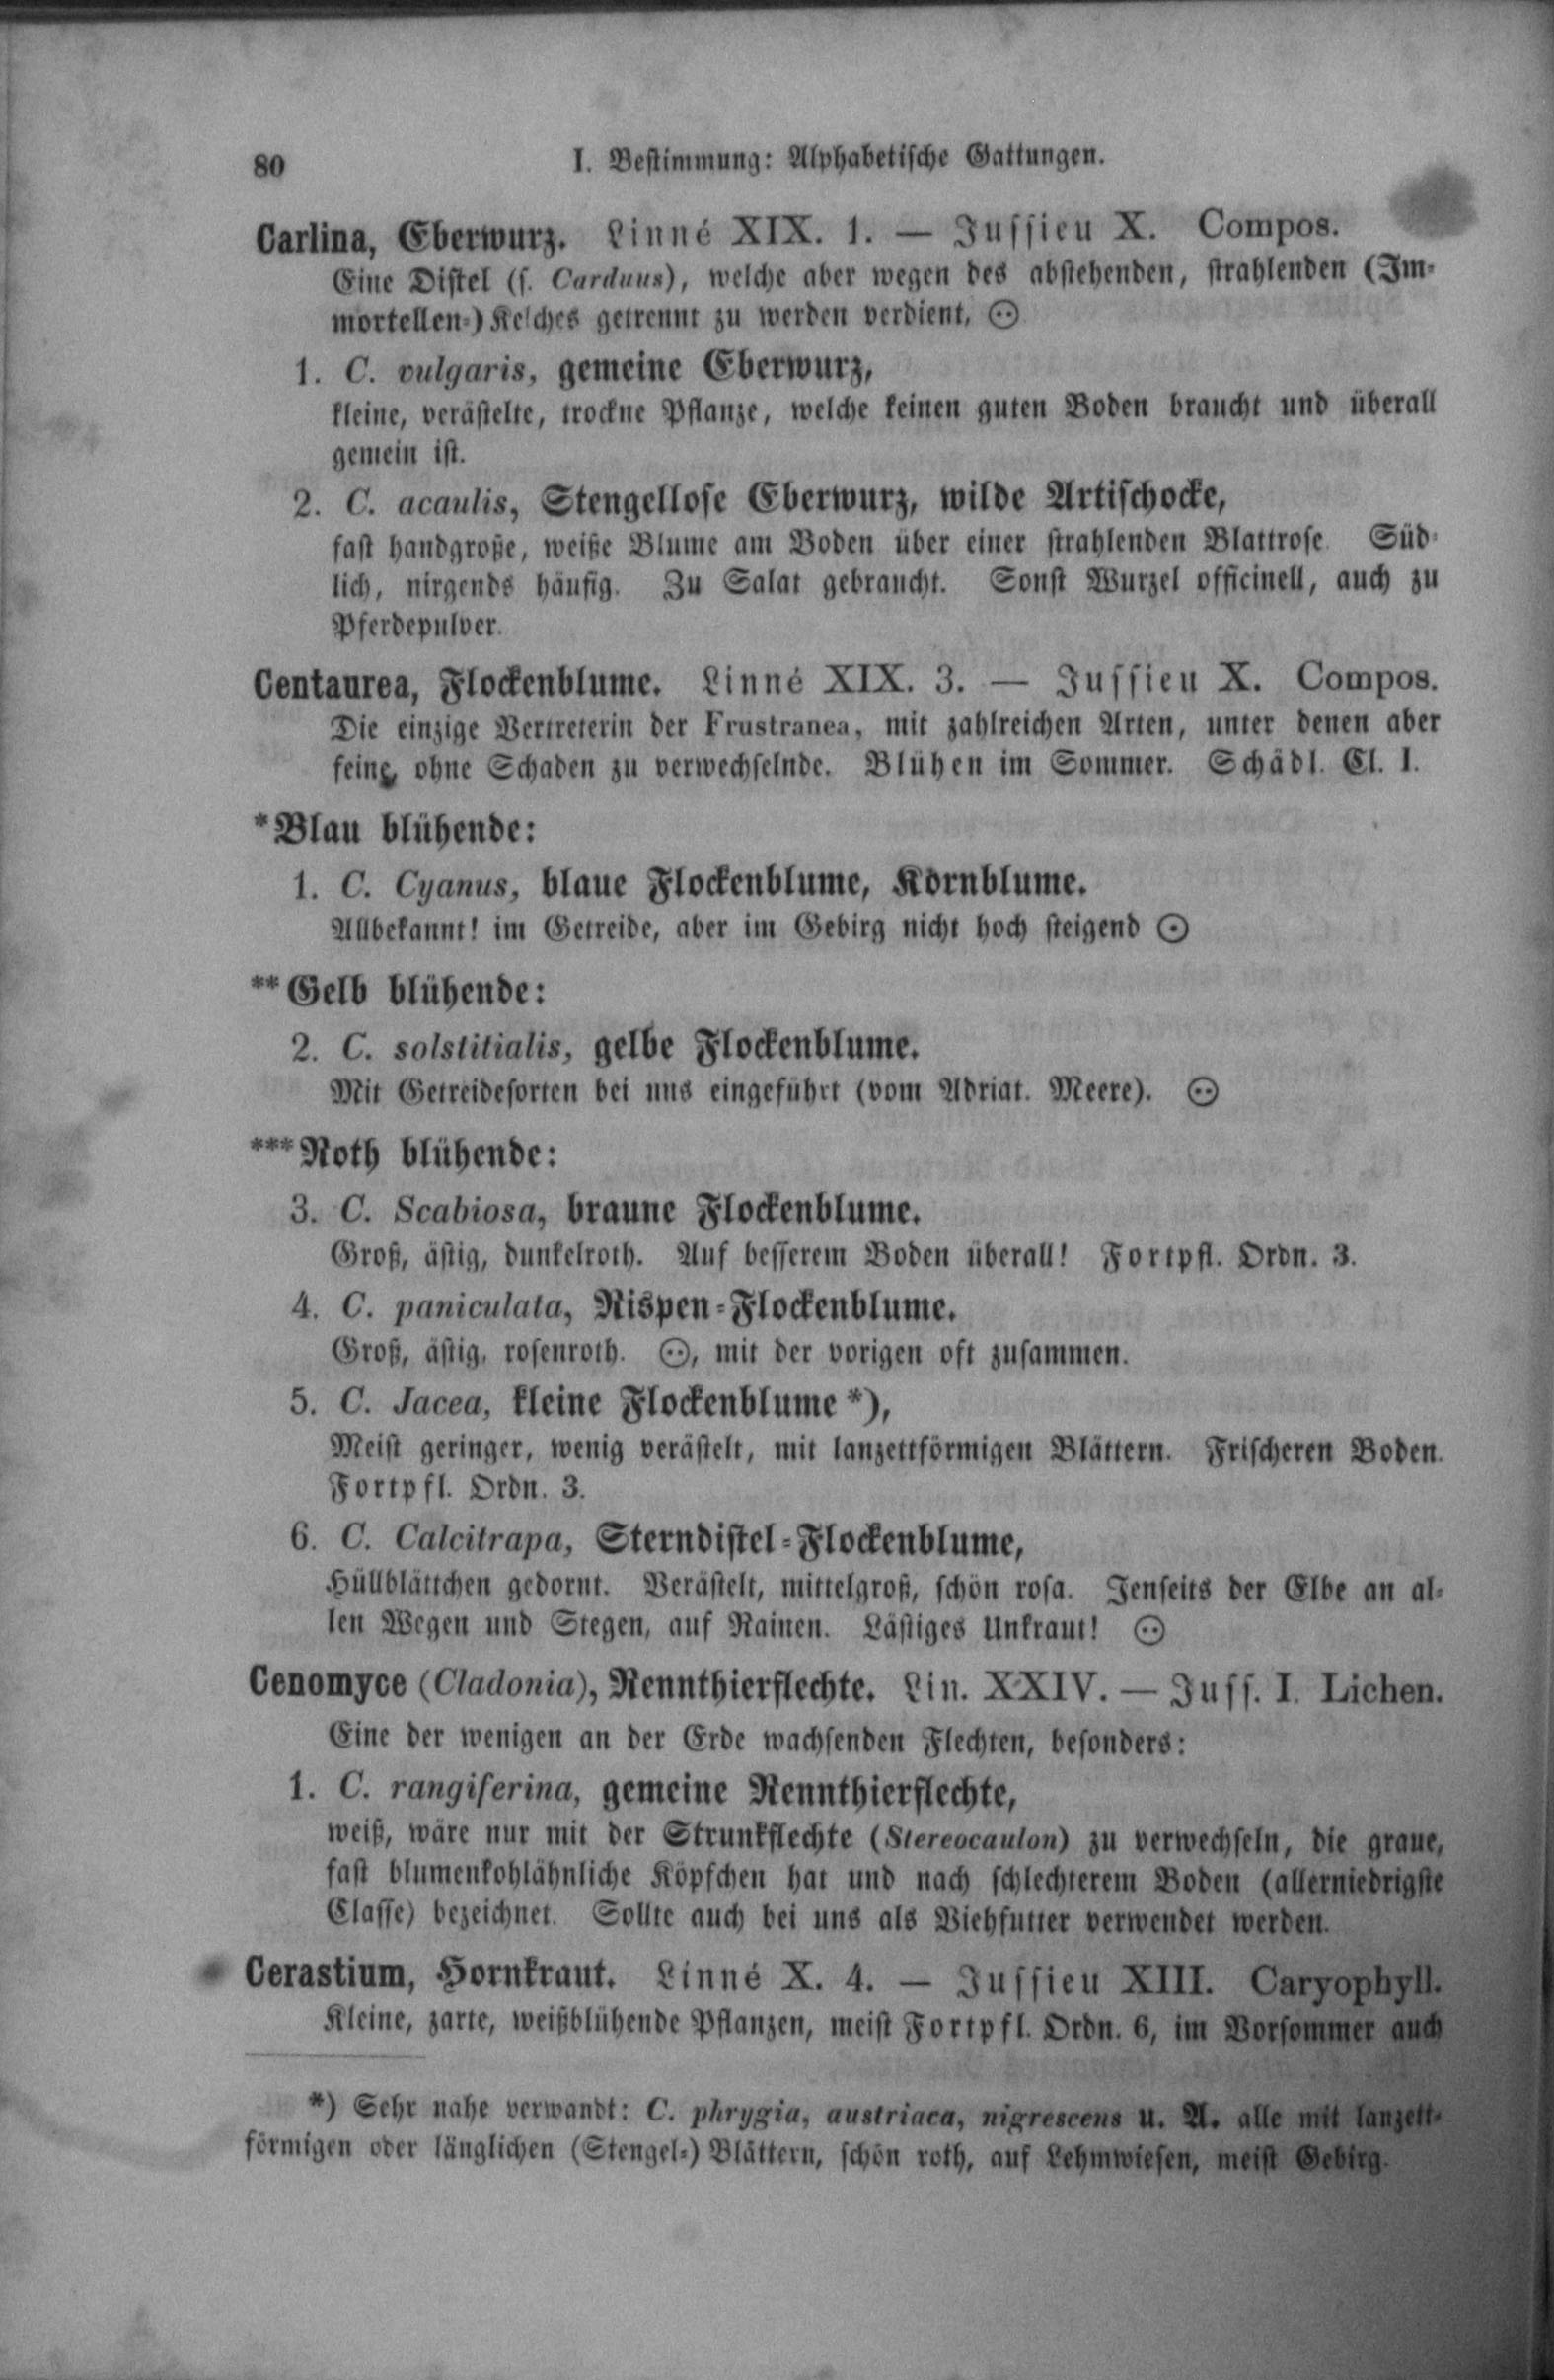 80
I. Bestimmung: Alphabetische Gattungen.
Carlina, Eberwurz. Linné XIX. 1. — Jussieu X. Compos.
Eine Distel (s. Carduus), welche aber wegen des abstehenden, strahlenden (Im-
mortellen-) Kelches getrennt zu werden verdient, ⊙
1. C. vulgaris, gemeine Eberwurz,
kleine, verästelte, trockne Pflanze, welche keinen guten Boden braucht und überall
gemein ist.
2. C. acaulis, Stengellose Eberwurz, wilde Artischocke,
fast handgroße, weiße Blume am Boden über einer strahlenden Blattrose. Süd-
lich, nirgends häufig. Zu Salat gebraucht. Sonst Wurzel officinell, auch zu
Pferdepulver.
Centaurea, Flockenblume. Linné XIX. 3. — Jussieu X. Compos.
Die einzige Vertreterin der Frustranea, mit zahlreichen Arten, unter denen aber
keine ohne Schaden zu verwechselnde. Blühen im Sommer. Schädl. Cl. I.
*Blau blühende:
1. C. Cyanus, blaue Flockenblume, Kornblume.
Allbekannt! im Getreide, aber im Gebirg nicht hoch steigend ⊙
**Gelb blühende:
2. C. solstitialis, gelbe Flockenblume.
Mit Getreidesorten bei uns eingeführt (vom Adriat. Meere). ⊙
***Roth blühende:
3. C. Scabiosa, braune Flockenblume.
Groß, ästig, dunkelroth. Auf besserem Boden überall! Fortpfl. Ordn. 3.
4. C. paniculata, Rispen-Flockenblume.
Groß, ästig, rosenroth. ⊙, mit der vorigen oft zusammen.
5. C. Jacea, kleine Flockenblume *),
Meist geringer, wenig verästelt, mit lanzettförmigen Blättern. Frischeren Boden.
Fortpfl. Ordn. 3.
6. C. Calcitrapa, Sterndistel-Flockenblume,
Hüllblättchen gedornt. Verästelt, mittelgroß, schön rosa. Jenseits der Elbe an al-
len Wegen und Stegen, auf Rainen. Lästiges Unkraut! ⊙
Cenomyce (Cladonia), Rennthierflechte. Lin. XXIV. — Juss. I. Lichen.
Eine der wenigen an der Erde wachsenden Flechten, besonders:
1. C. rangiferina, gemeine Rennthierflechte,
weiß, wäre nur mit der Strunkflechte (Stereocaulon) zu verwechseln, die graue,
fast blumenkohlähnliche Köpfchen hat und nach schlechterem Boden (allerniedrigste
Classe) bezeichnet. Sollte auch bei uns als Viehfutter verwendet werden.
Cerastium, Hornkraut. Linné X. 4. — Jussieu XIII. Caryophyll.
Kleine, zarte, weißblühende Pflanzen, meist Fortpfl. Ordn. 6, im Vorsommer auch
*) Sehr nahe verwandt: C. phrygia, austriaca, nigrescens u. A. alle mit lanzett-
förmigen oder länglichen (Stengel-) Blättern, schön roth, auf Lehmwiesen, meist Gebirg.